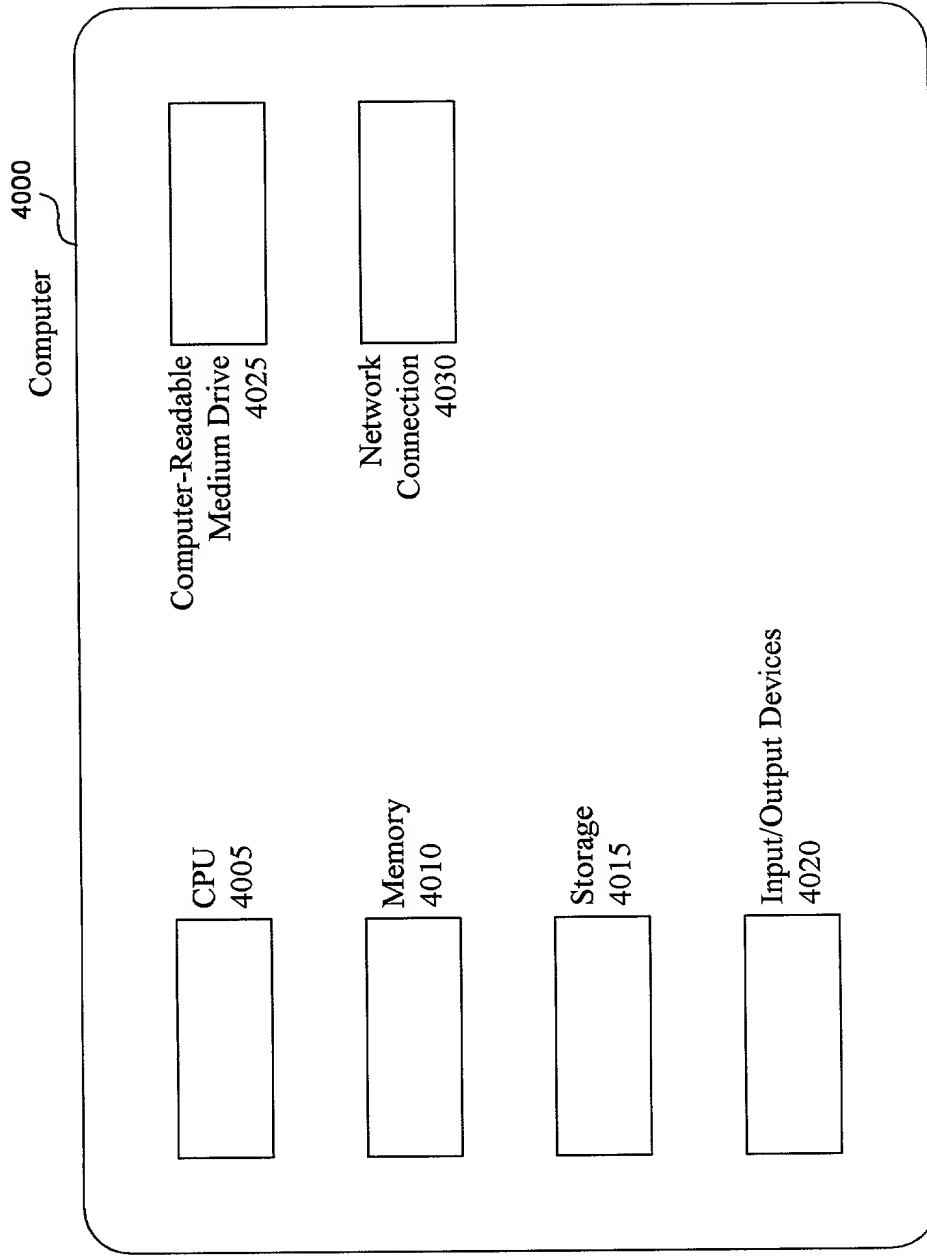 Computer
4000
CPU
4005
Memory
4010
Storage
4015
Input/Output Devices
4020
Computer-Readable
Medium Drive
4025
Network
Connection
4030